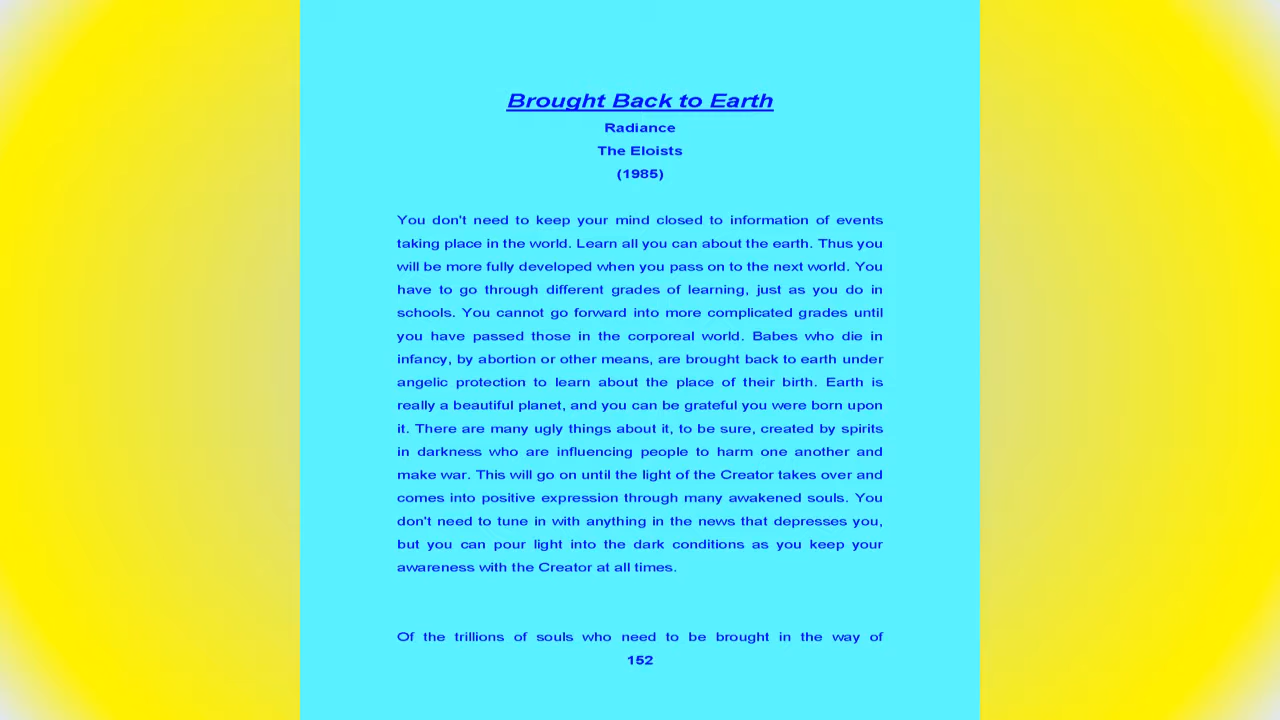 Brought Back to Earth
Radiance
The Eloists
(1985)
You don't need to keep your mind closed to information of events
taking place in the world. Learn all you can about the earth. Thus you
will be more fully developed when you pass on to the next world. You
have to go through different grades of learning, just as you do in
schools. You cannot go forward into more complicated grades until
you have passed those in the corporeal world. Babes who die in
infancy, by abortion or other means, are brought back to earth under
angelic protection to learn about the place of their birth. Earth is
really a beautiful planet, and you can be grateful you were born upon
it. There are many ugly things about it, to be sure, created by spirits
in darkness who are influencing people to harm one another and
make war. This will go on until the light of the Creator takes over and
comes into positive expression through many awakened souls. You
don't need to tune in with anything in the news that depresses you,
but you can pour light into the dark conditions as you keep your
awareness with the Creator at all times.
Of the trillions of souls who need to be brought in the way of
152